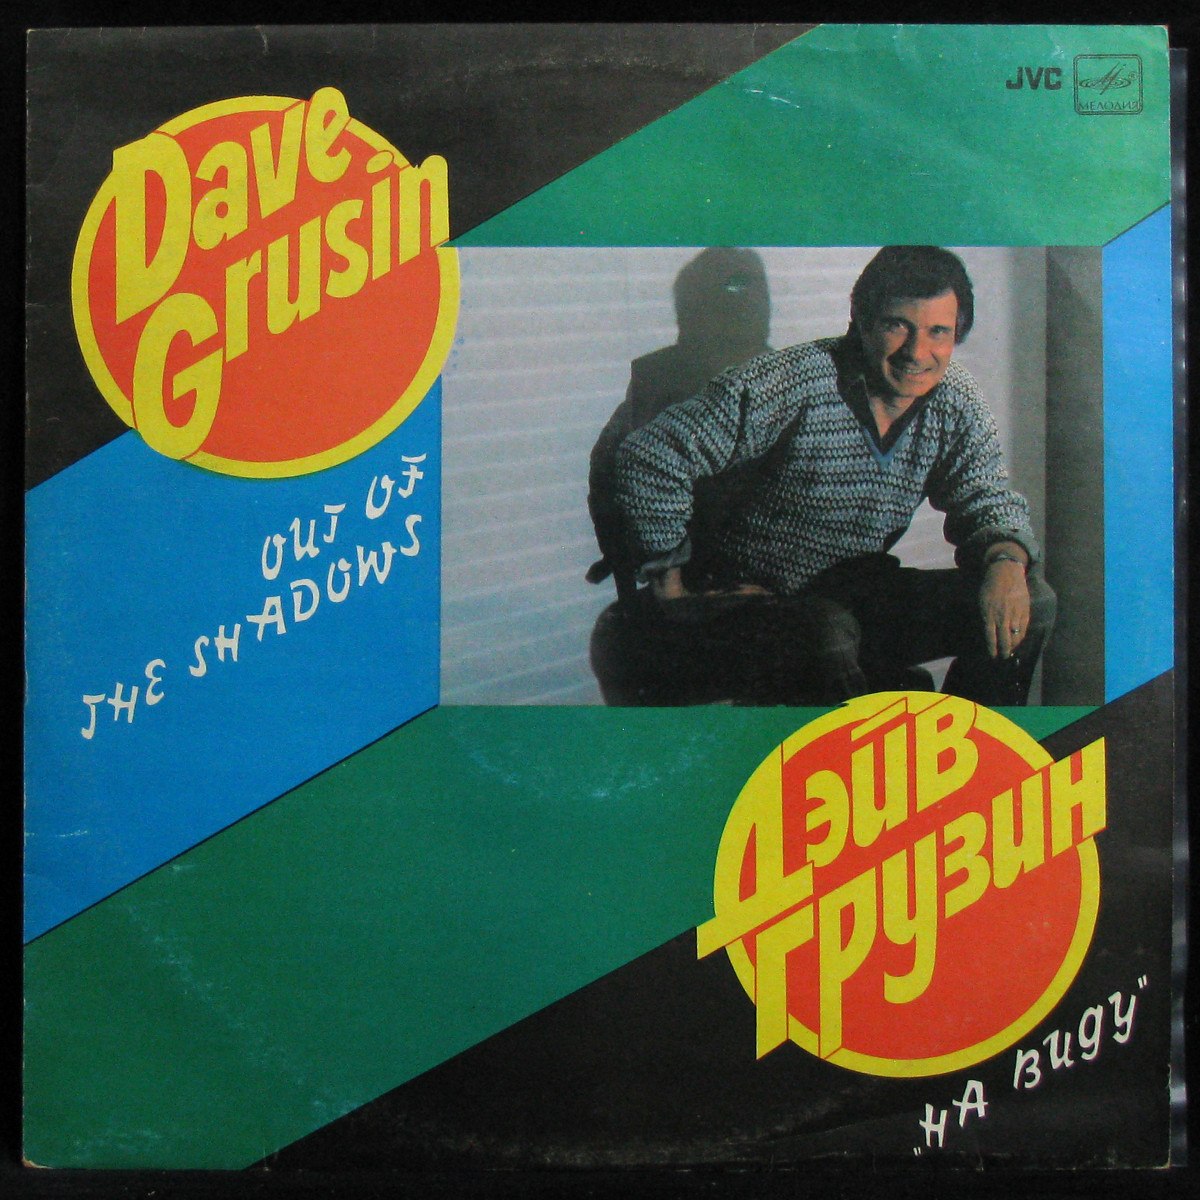 JVC
МЕЛОДИЯ
Dave
Grusin
OUT OF
THE SHADOWS
Дэйв
Грузин
„НА ВИДУ"